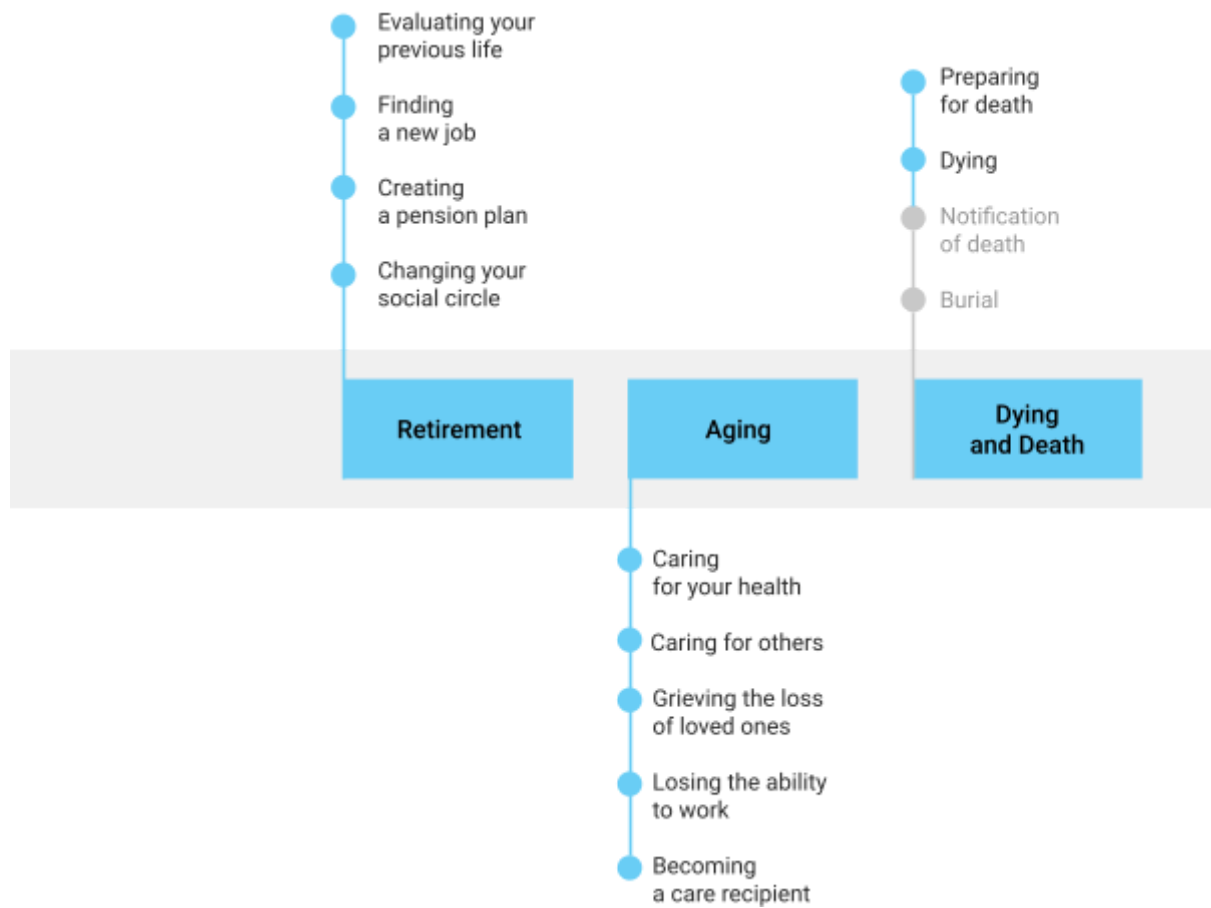 Evaluating your
previous life
Finding
a new job
Creating
a pension plan
Changing your
social circle
Preparing
for death
Dying
Notification
of death
Burial
Retirement
Aging
Dying
and Death
Caring
for your health
Caring for others
Grieving the loss
of loved ones
Losing the ability
to work
Becoming
a care recipient